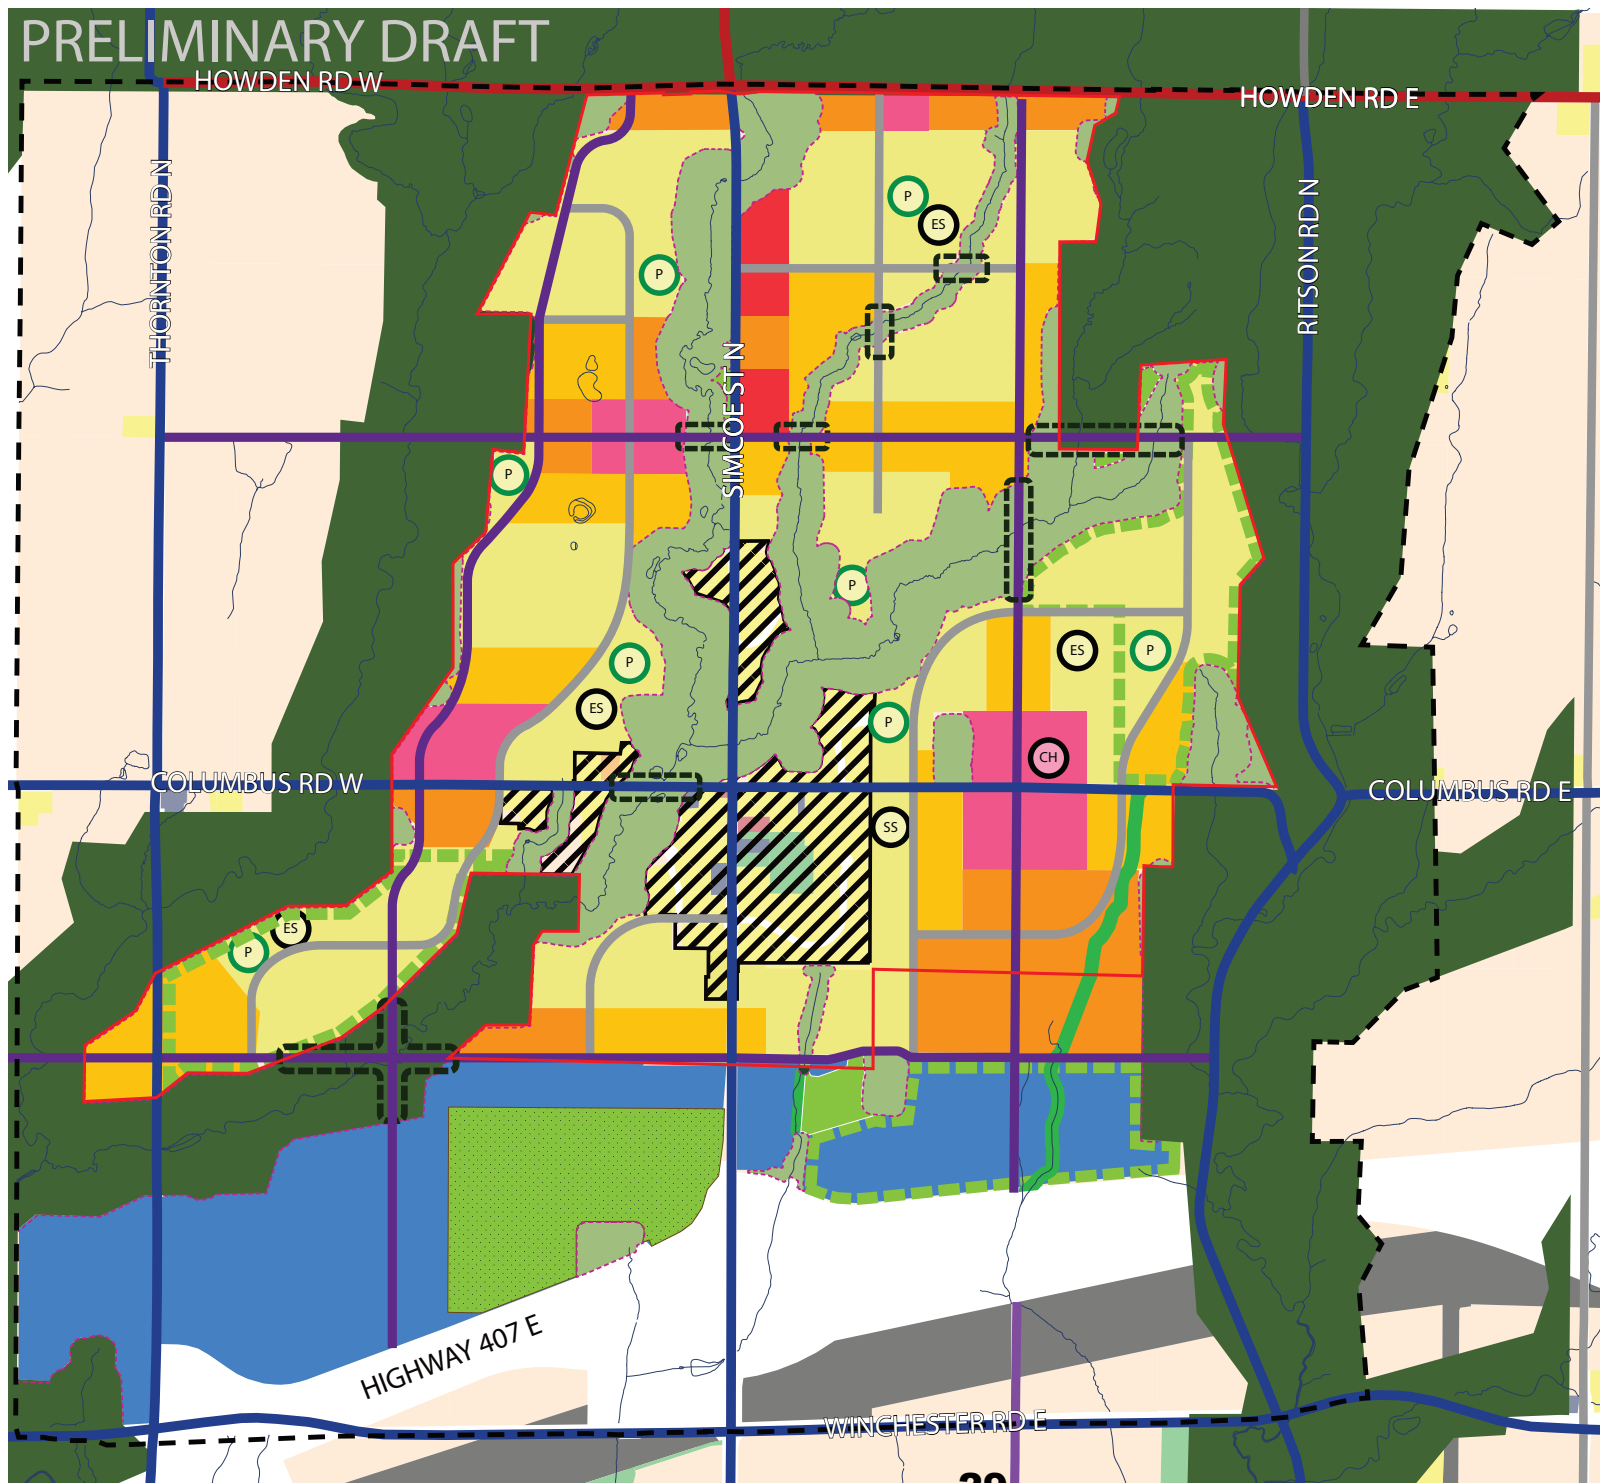 PRELIMINARY DRAFT
HOWDEN RD W
HOWDEN RD E
THORNTON RD N
RITSON RD N
P
ES
P
SIMCOE ST N
P
P
ES
P
P
ES
P
CH
COLUMBUS RD W
COLUMBUS RD E
SS
ES
P
HIGHWAY 407 E
WINCHESTER RD E